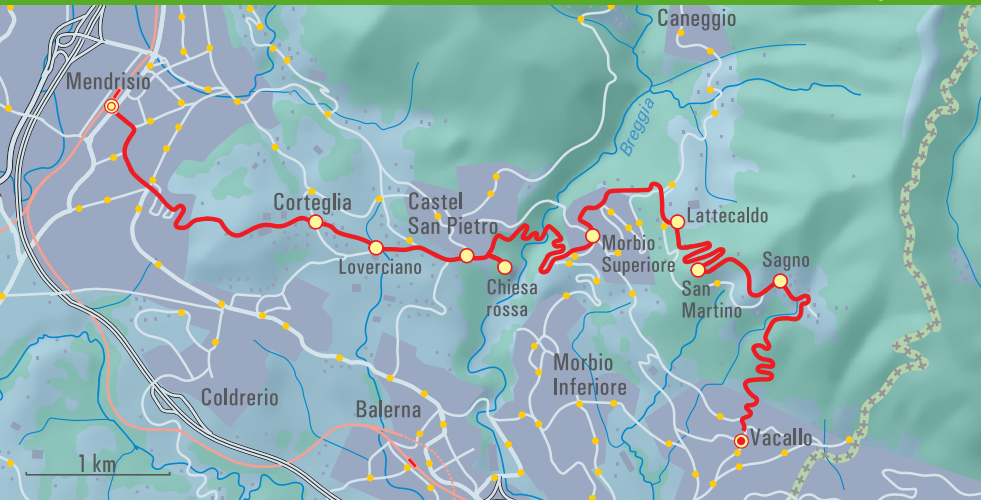 Caneggio
Mendrisio
Breggia
Corteglia
Castel
San Pietro
Lattecaldo
Loverciano
Morbio
Superiore
Sagno
Chiesa
rossa
San
Martino
Morbio
Inferiore
Coldrerio
Balerna
Vacallo
1 km